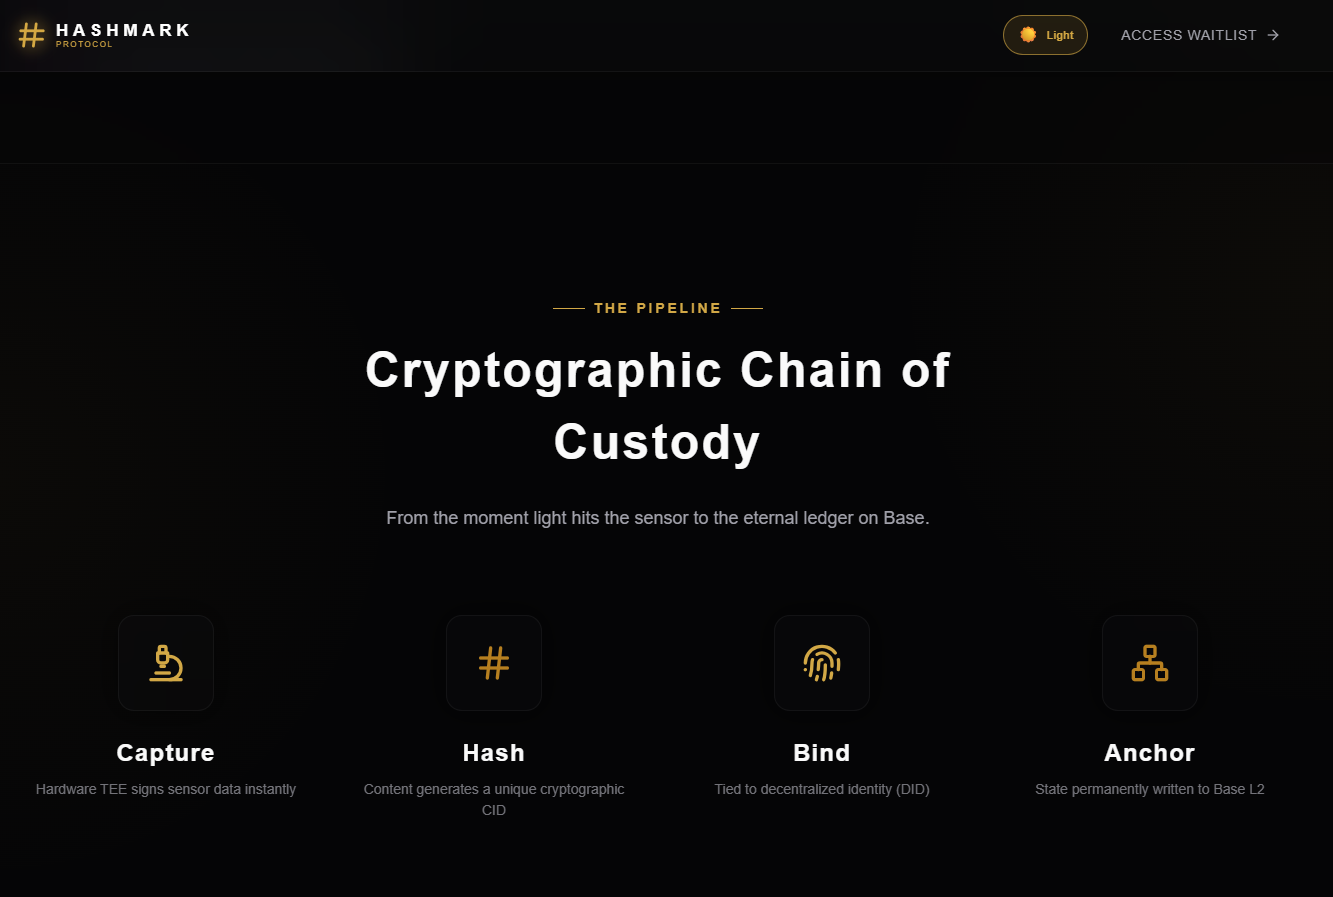 HASHMARK
PROTOCOL
Light
ACCESS WAITLIST →
THE PIPELINE
Cryptographic Chain of
Custody
From the moment light hits the sensor to the eternal ledger on Base.
Capture
Hardware TEE signs sensor data instantly
Hash
Content generates a unique cryptographic
CID
Bind
Tied to decentralized identity (DID)
Anchor
State permanently written to Base L2